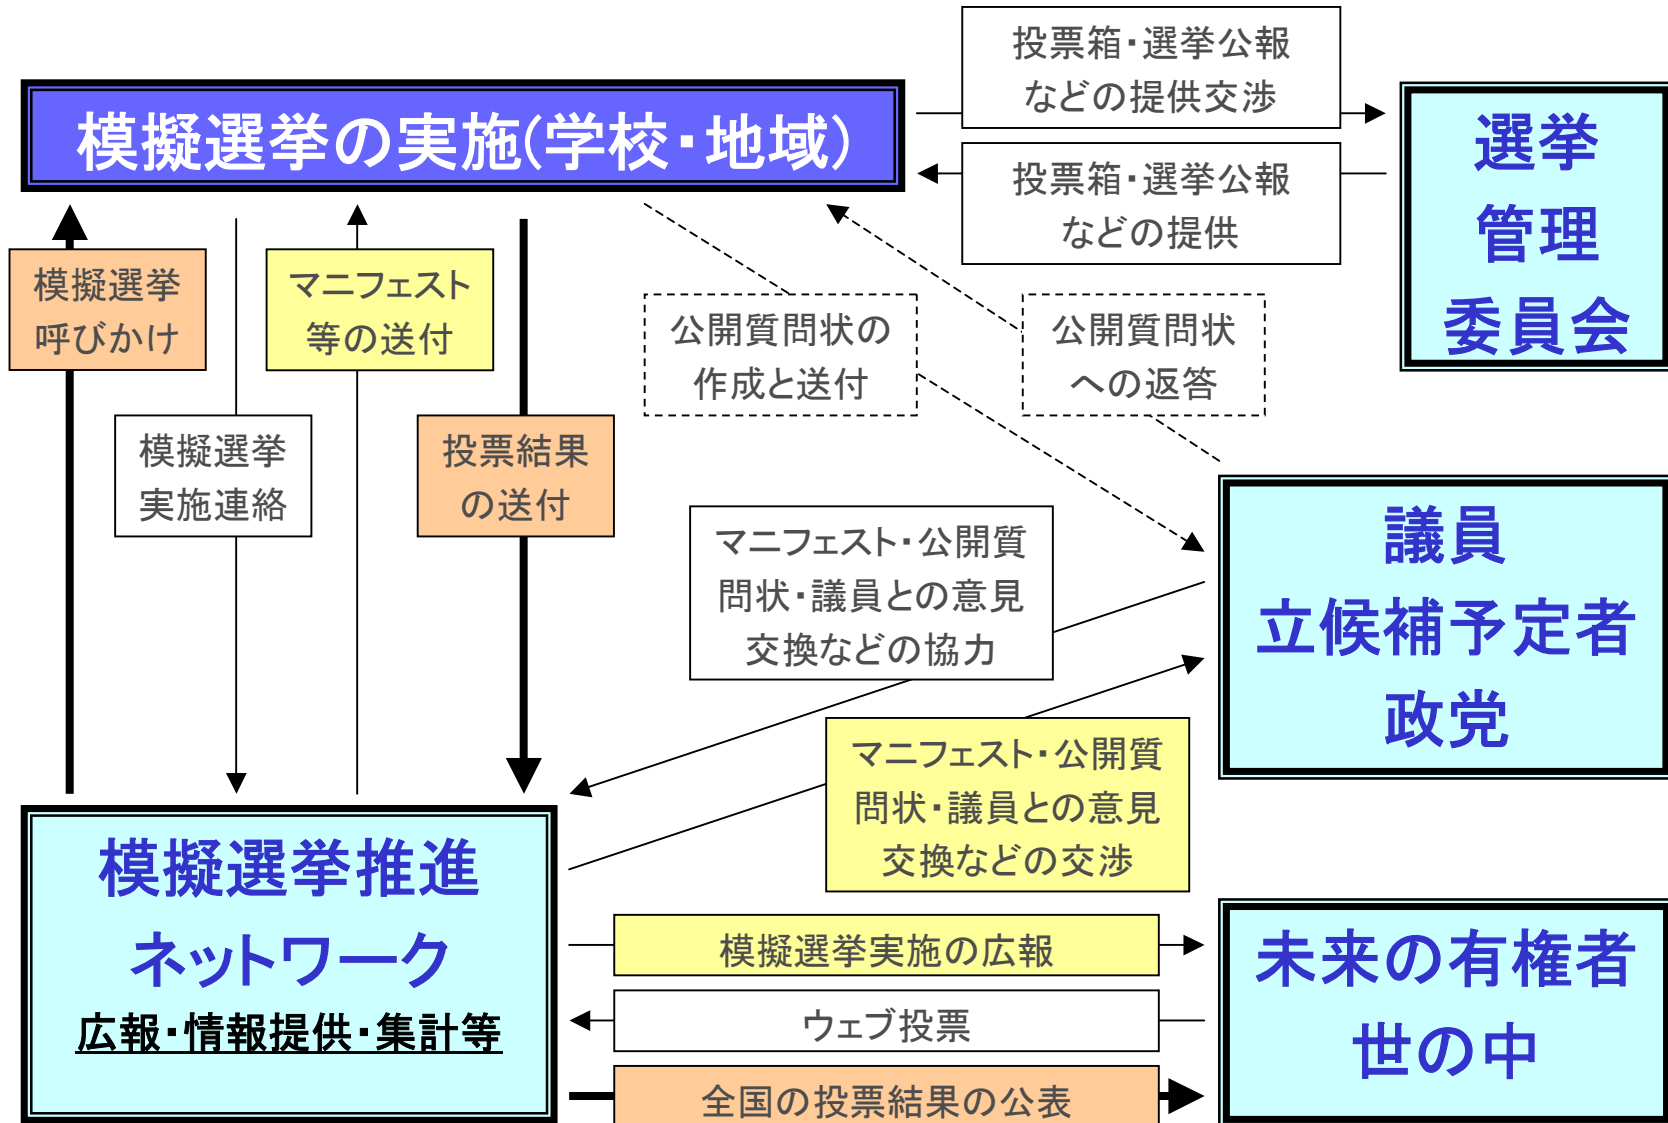 投票箱・選挙公報
などの提供交渉
模擬選挙の実施(学校・地域)
選挙
管理
委員会
投票箱・選挙公報
などの提供
模擬選挙
呼びかけ
マニフェスト
等の送付
公開質問状の
作成と送付
公開質問状
への返答
模擬選挙
実施連絡
投票結果
の送付
マニフェスト・公開質
問状・議員との意見
交換などの協力
議員
立候補予定者
政党
マニフェスト・公開質
問状・議員との意見
交換などの交渉
模擬選挙推進
ネットワーク
広報・情報提供・集計等
模擬選挙実施の広報
ウェブ投票
全国の投票結果の公表
未来の有権者
世の中